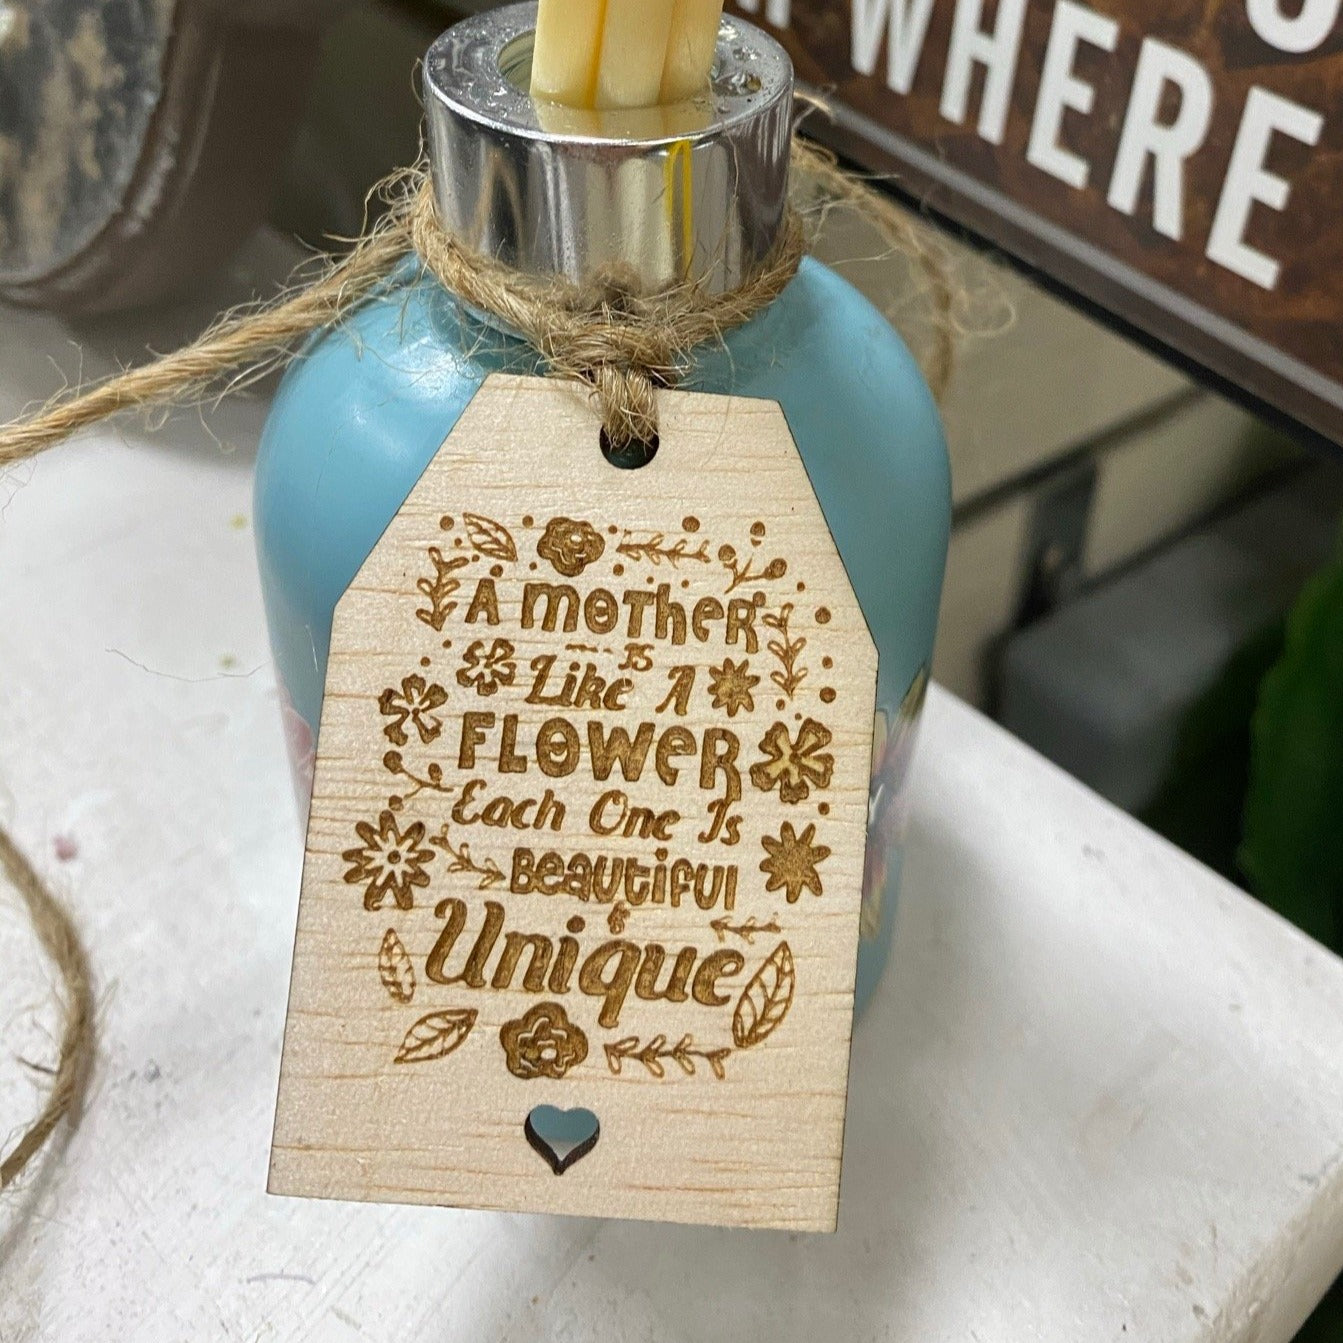 WHERE
A MOTHER
IS
Like A
FLOWER
Each One Is
BEAUTIFUL
&
Unique